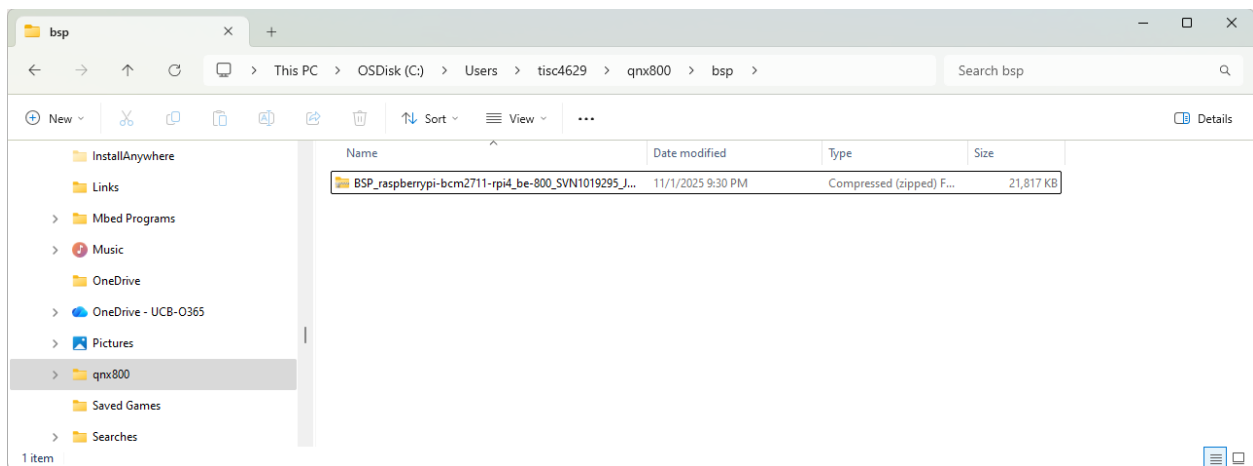 bsp
This PC > OSDisk (C:) > Users > tisc4629 > qnx800 > bsp >
Search bsp
New
Sort
View
Details
InstallAnywhere
Links
Mbed Programs
Music
OneDrive
OneDrive - UCB-O365
Pictures
qnx800
Saved Games
Searches
Name Date modified Type Size
BSP_raspberrypi-bcm2711-rpi4_be-800_SVN1019295_J... 11/1/2025 9:30 PM Compressed (zipped) F... 21,817 KB
1 item